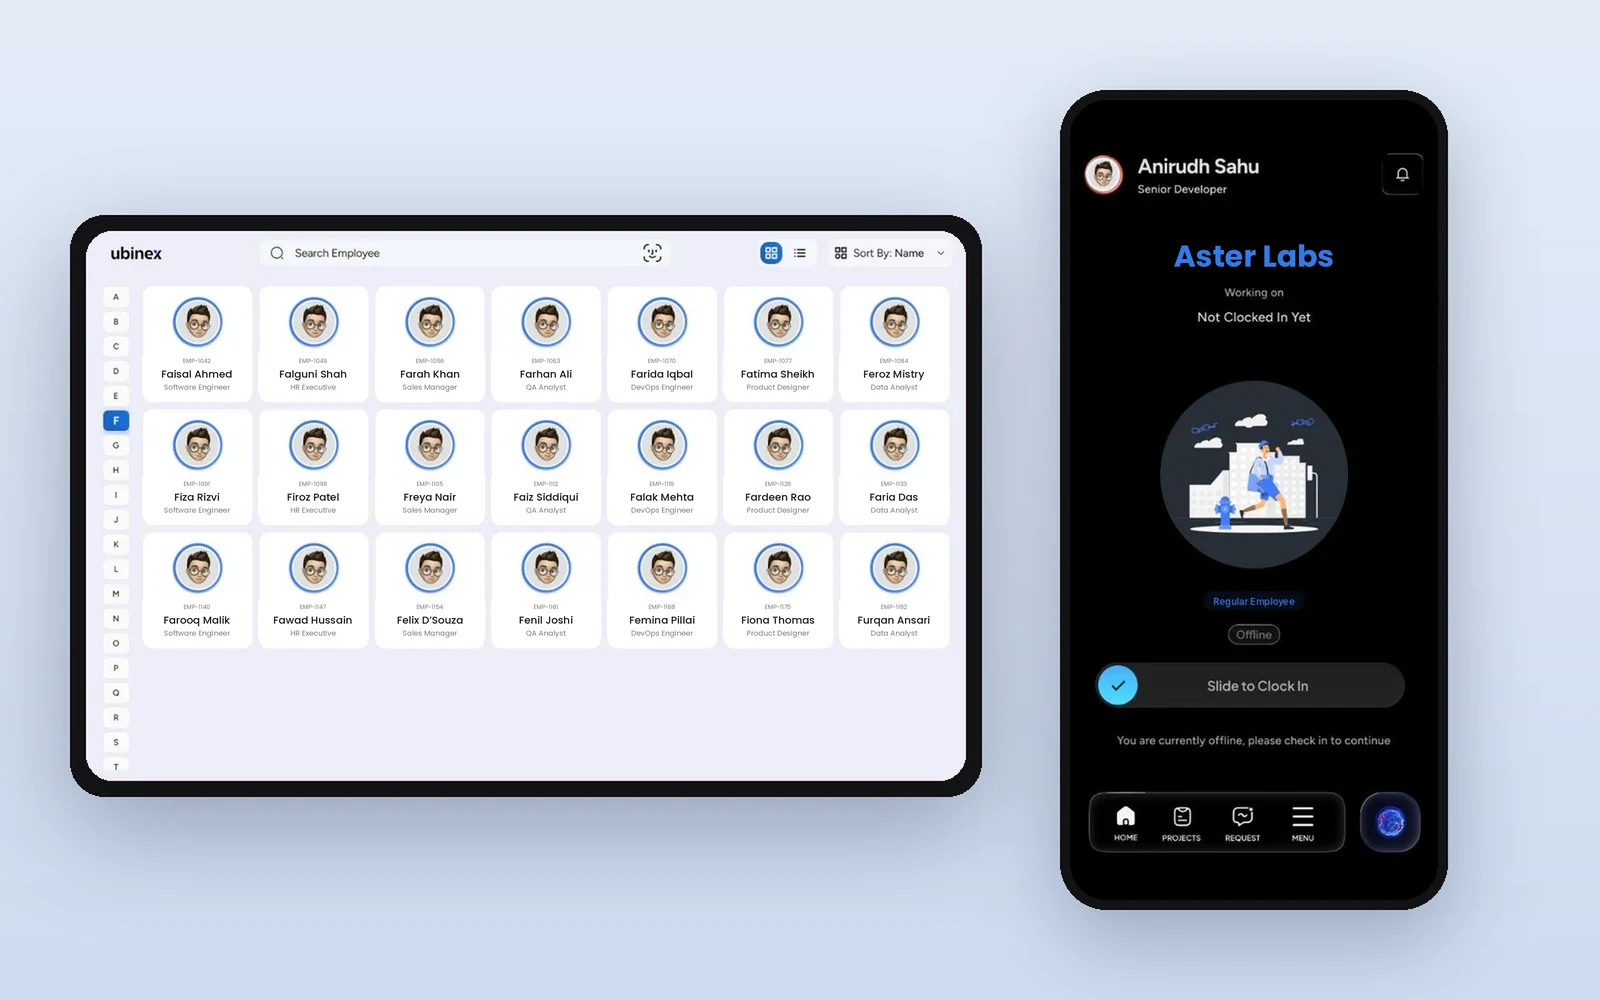 ubinex
Search Employee
Sort By: Name
A
B
C
D
E
F
G
H
I
J
K
L
M
N
O
P
Q
R
S
T
EMP-1042
Faisal Ahmed
Software Engineer
EMP-1049
Falguni Shah
HR Executive
EMP-1056
Farah Khan
Sales Manager
EMP-1063
Farhan Ali
QA Analyst
EMP-1070
Farida Iqbal
DevOps Engineer
EMP-1077
Fatima Sheikh
Product Designer
EMP-1084
Feroz Mistry
Data Analyst
EMP-1091
Fiza Rizvi
Software Engineer
EMP-1098
Firoz Patel
HR Executive
EMP-1105
Freya Nair
Sales Manager
EMP-1112
Faiz Siddiqui
QA Analyst
EMP-1119
Falak Mehta
DevOps Engineer
EMP-1126
Fardeen Rao
Product Designer
EMP-1133
Faria Das
Data Analyst
EMP-1140
Farooq Malik
Software Engineer
EMP-1147
Fawad Hussain
HR Executive
EMP-1154
Felix D'Souza
Sales Manager
EMP-1161
Fenil Joshi
QA Analyst
EMP-1168
Femina Pillai
DevOps Engineer
EMP-1175
Fiona Thomas
Product Designer
EMP-1182
Furqan Ansari
Data Analyst
Anirudh Sahu
Senior Developer
Aster Labs
Working on
Not Clocked In Yet
Regular Employee
Offline
Slide to Clock In
You are currently offline, please check in to continue
HOME
PROJECTS
REQUEST
MENU